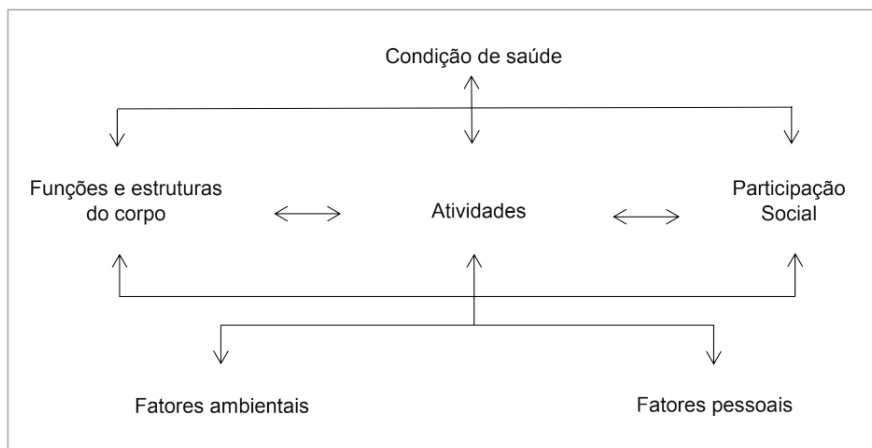 Condição de saúde
Funções e estruturas
do corpo
Atividades
Participação
Social
Fatores ambientais
Fatores pessoais